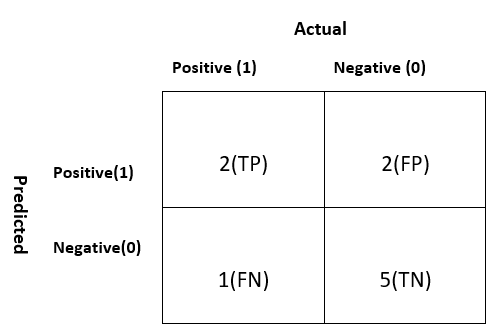 Actual
Positive (1) Negative (0)
Predicted
Positive(1) 2(TP) 2(FP)
Negative(0) 1(FN) 5(TN)